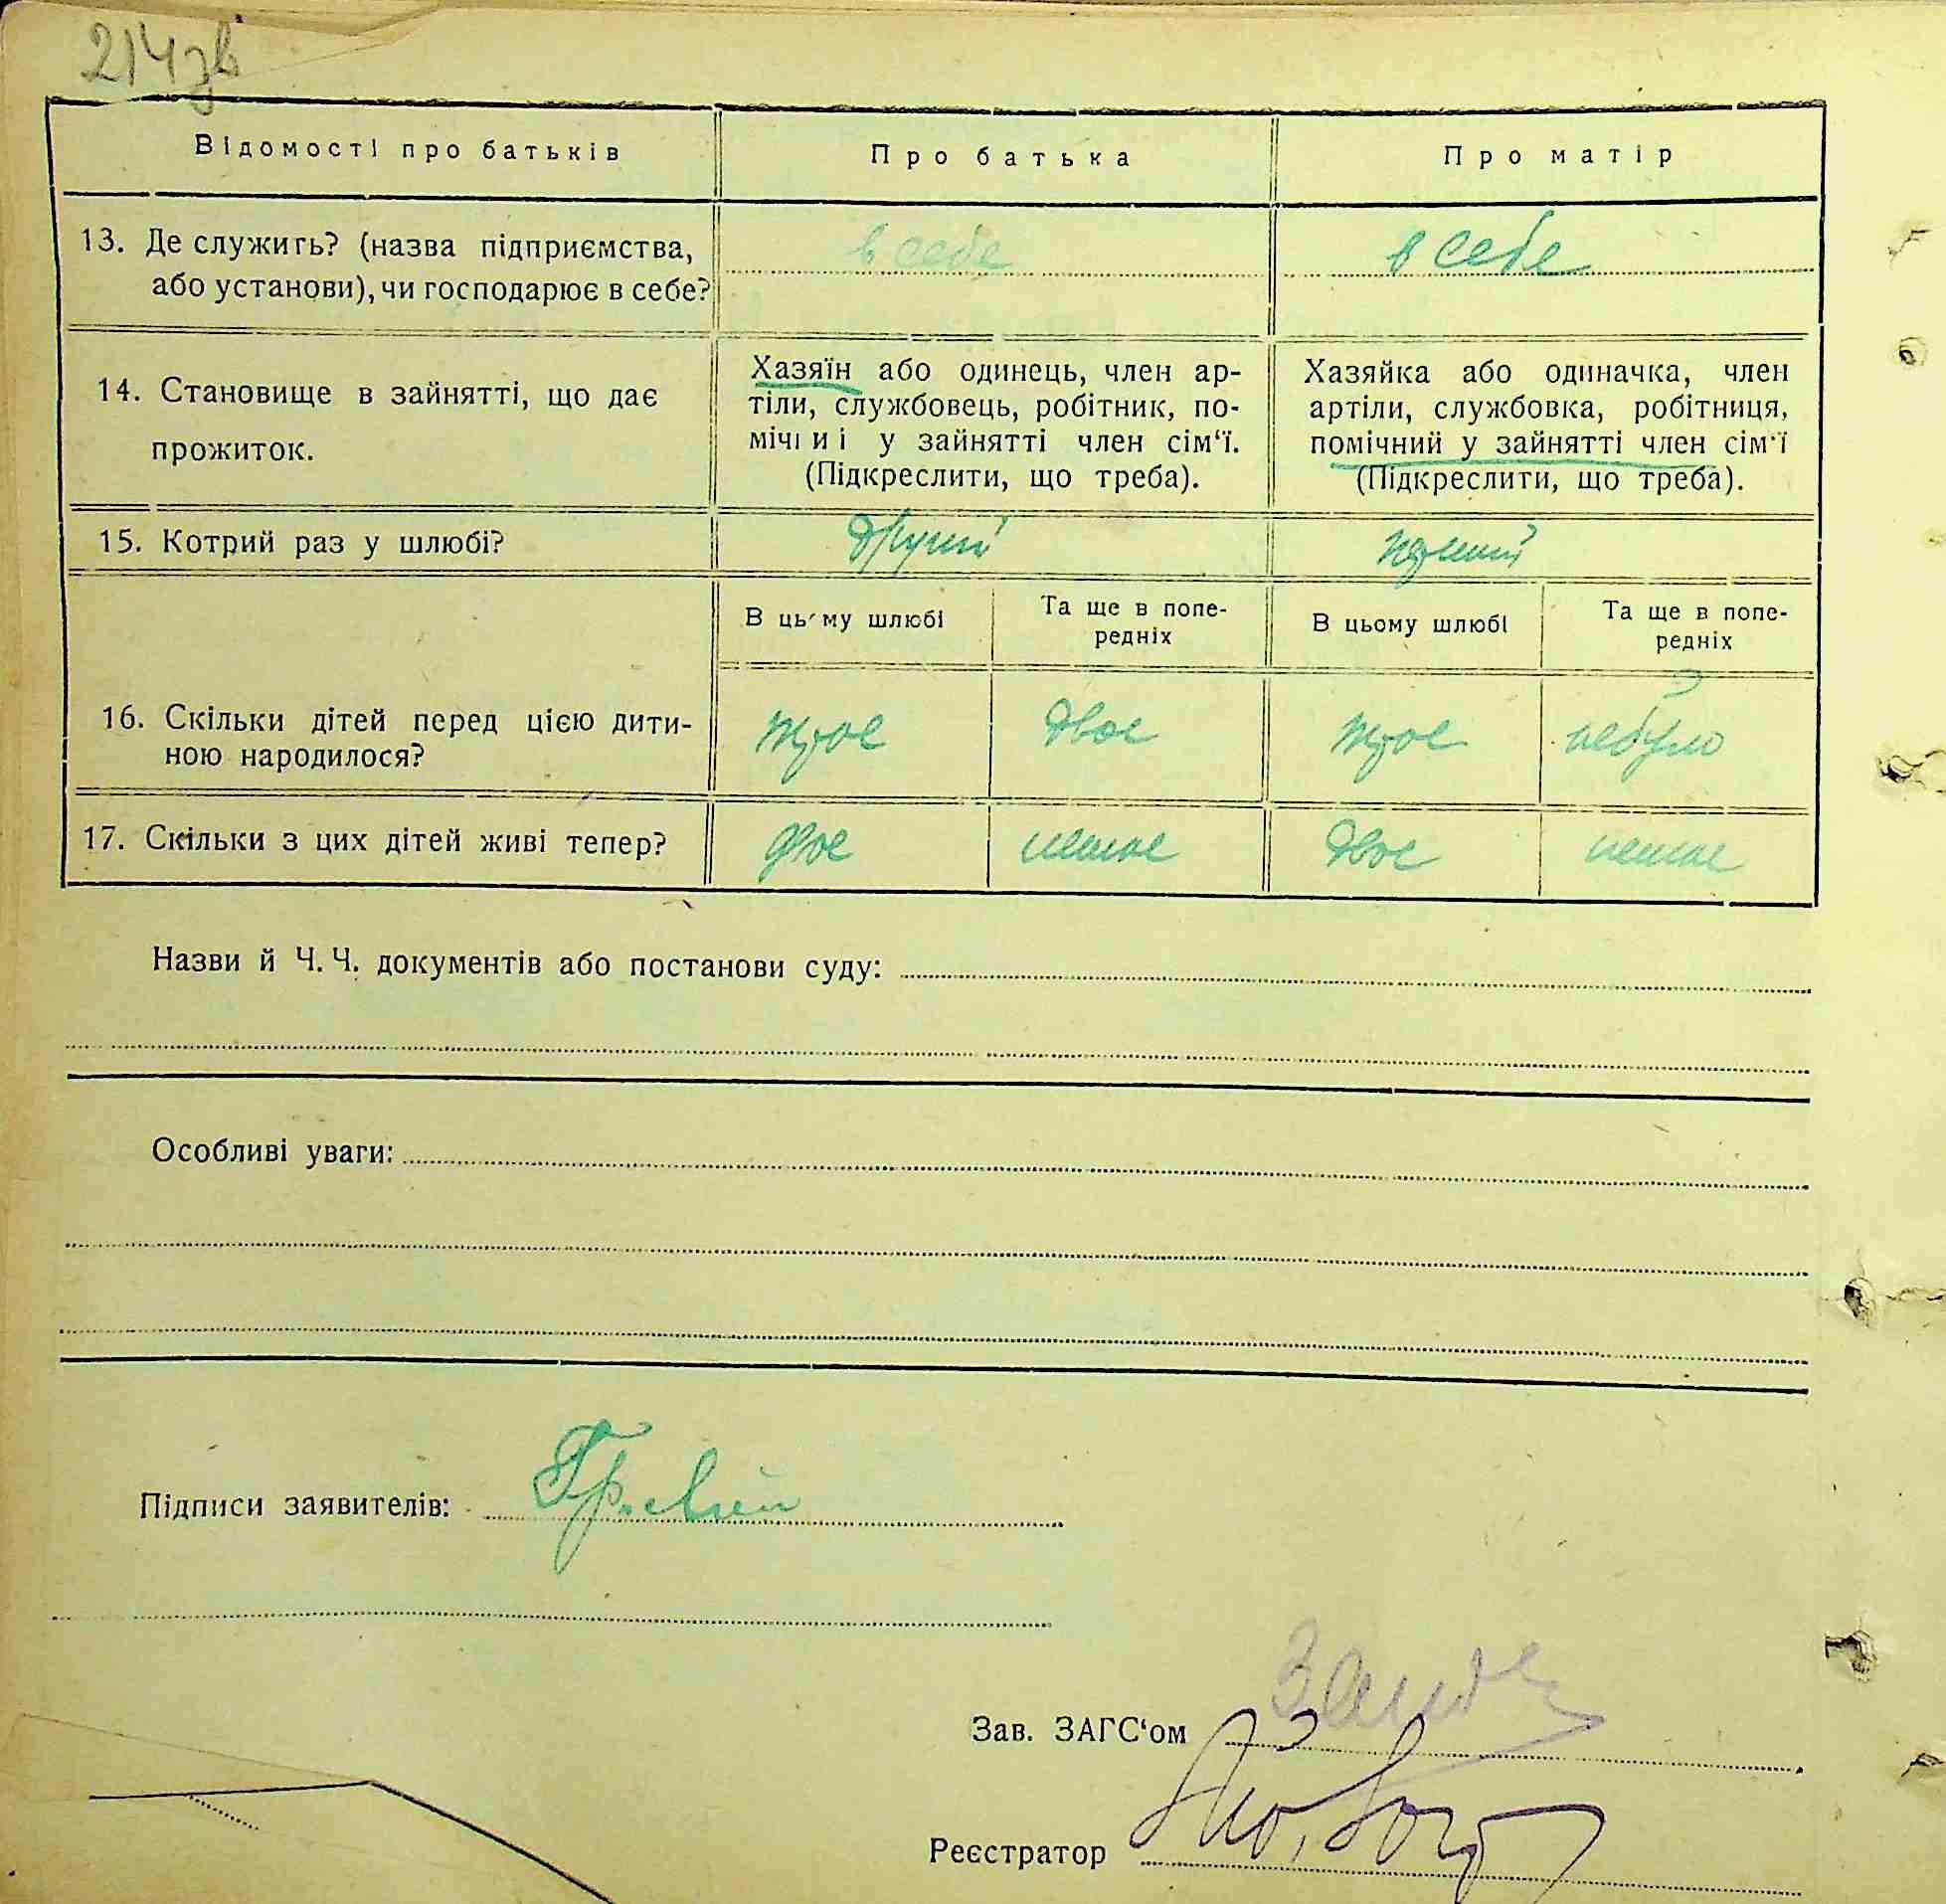 214зв
Відомості про батьків Про батька Про матір
13. Де служить? (назва підприємства, в себе в себе
або установи), чи господарює в себе?
Хазяїн або одинець, член ар- Хазяйка або одиначка, член
14. Становище в зайнятті, що дає тіли, службовець, робітник, по- артіли, службовка, робітниця,
прожиток. мічний у зайнятті член сім‘ї. помічний у зайнятті член сім‘ї
(Підкреслити, що треба). (Підкреслити, що треба).
15. Котрий раз у шлюбі? другий перший
В цьму шлюбі Та ще в попе- В цьому шлюбі Та ще в попе-
редніх редніх
16. Скільки дітей перед цією дити- троє двоє троє небуло
ною народилося?
17. Скільки з цих дітей живі тепер? двоє немає двоє немає
Назви й Ч. Ч. документів або постанови суду:
Особливі уваги:
Підписи заявителів:
Зав. ЗАГС‘ом
Реєстратор